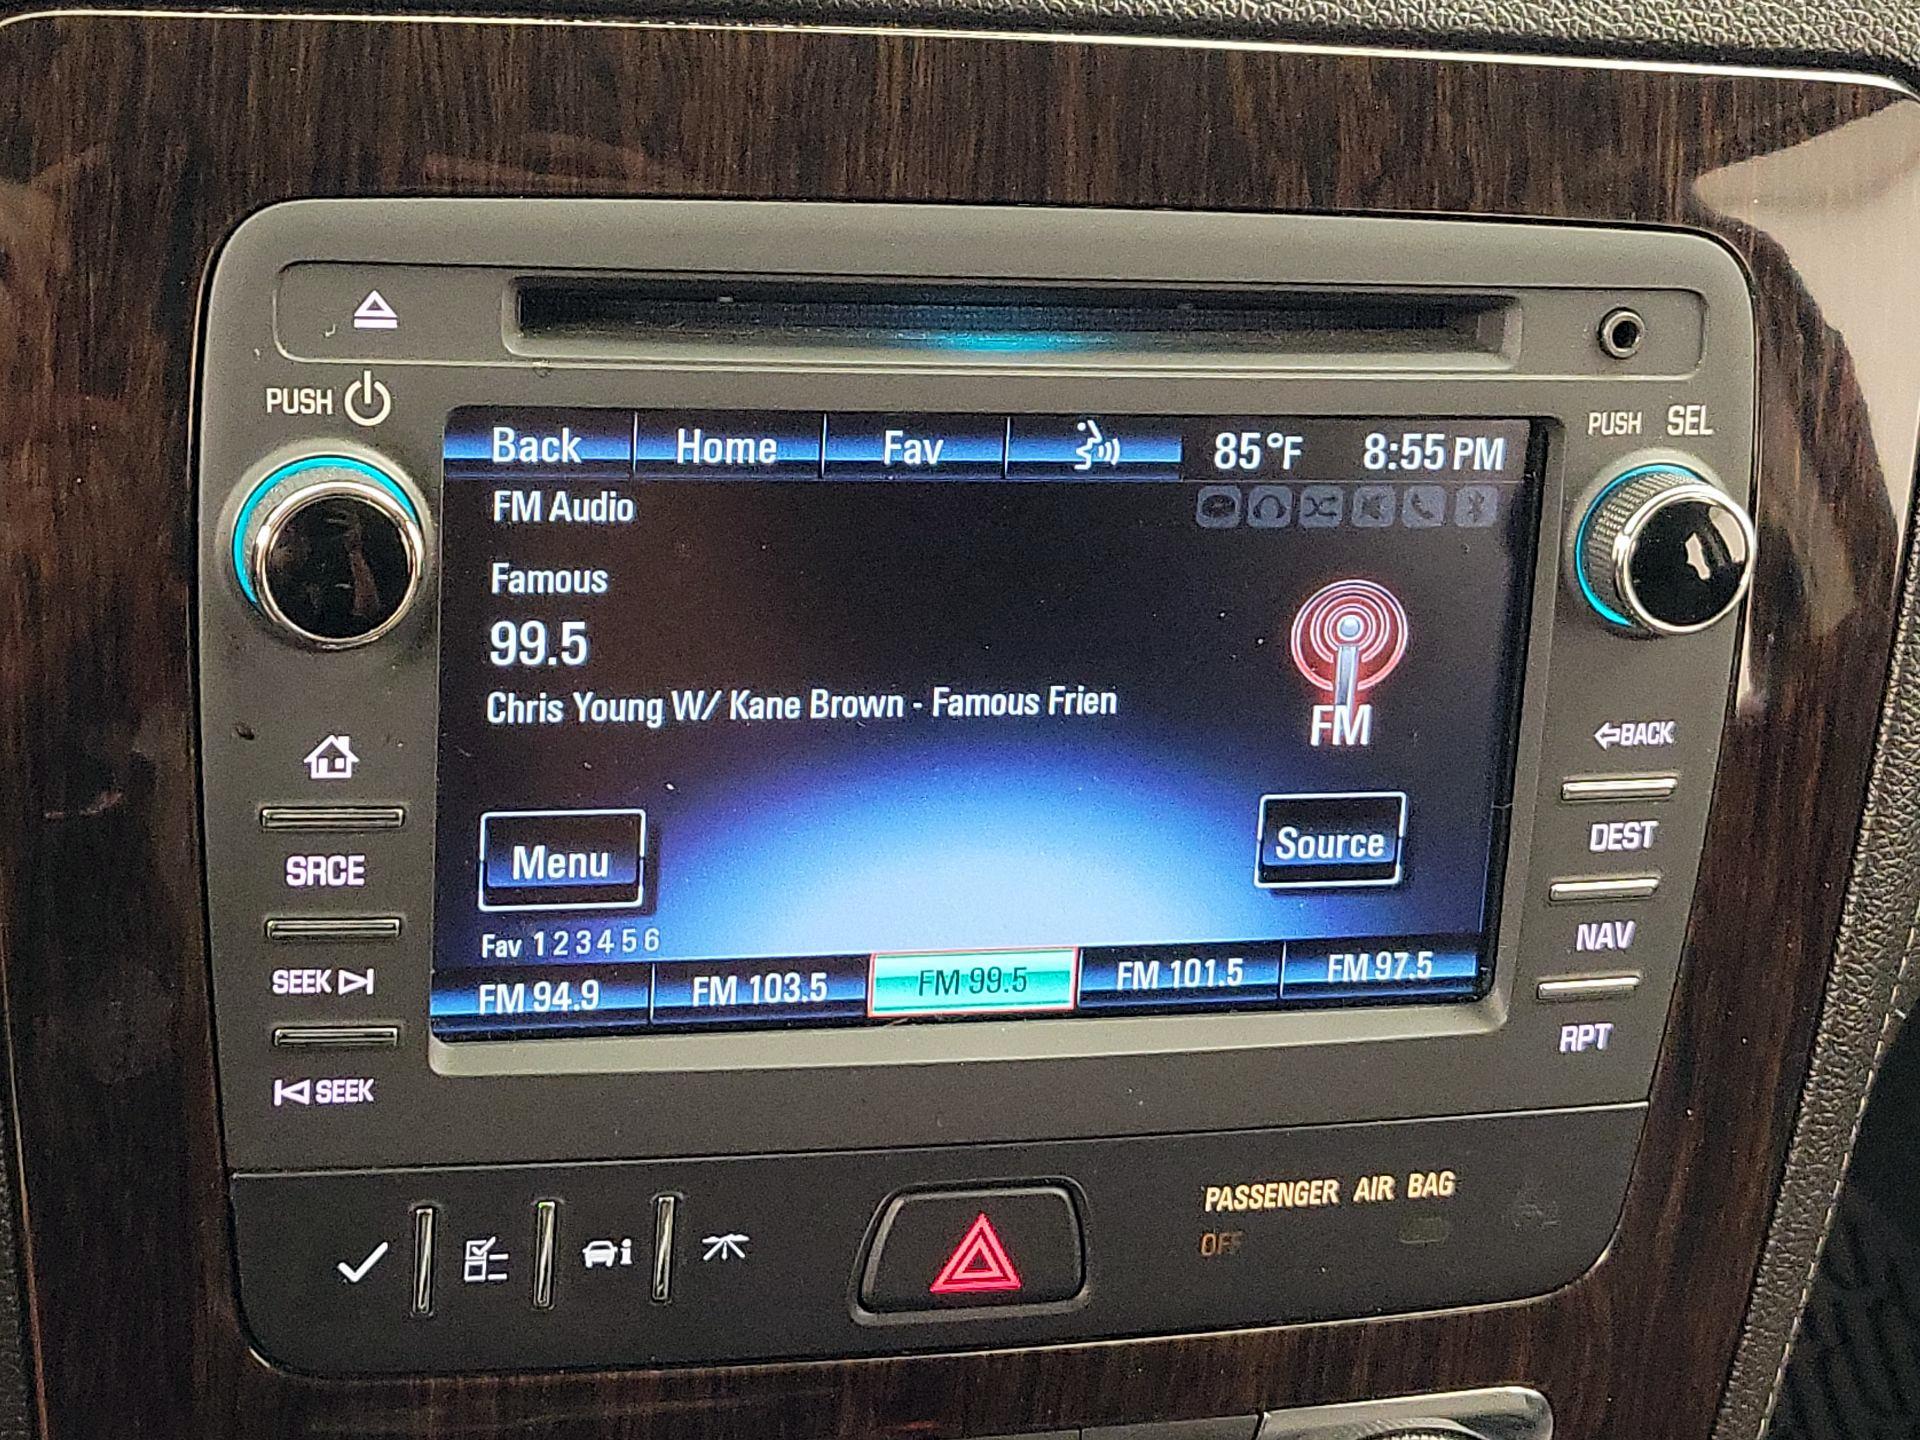 PUSH
PUSH SEL
Back Home Fav 85°F 8:55 PM
FM Audio
Famous
99.5
Chris Young W/ Kane Brown - Famous Frien
FM
Menu
Source
Fav 1 2 3 4 5 6
FM 94.9 FM 103.5 FM 99.5 FM 101.5 FM 97.5
SRCE
SEEK
SEEK
BACK
DEST
NAV
RPT
PASSENGER AIR BAG
OFF